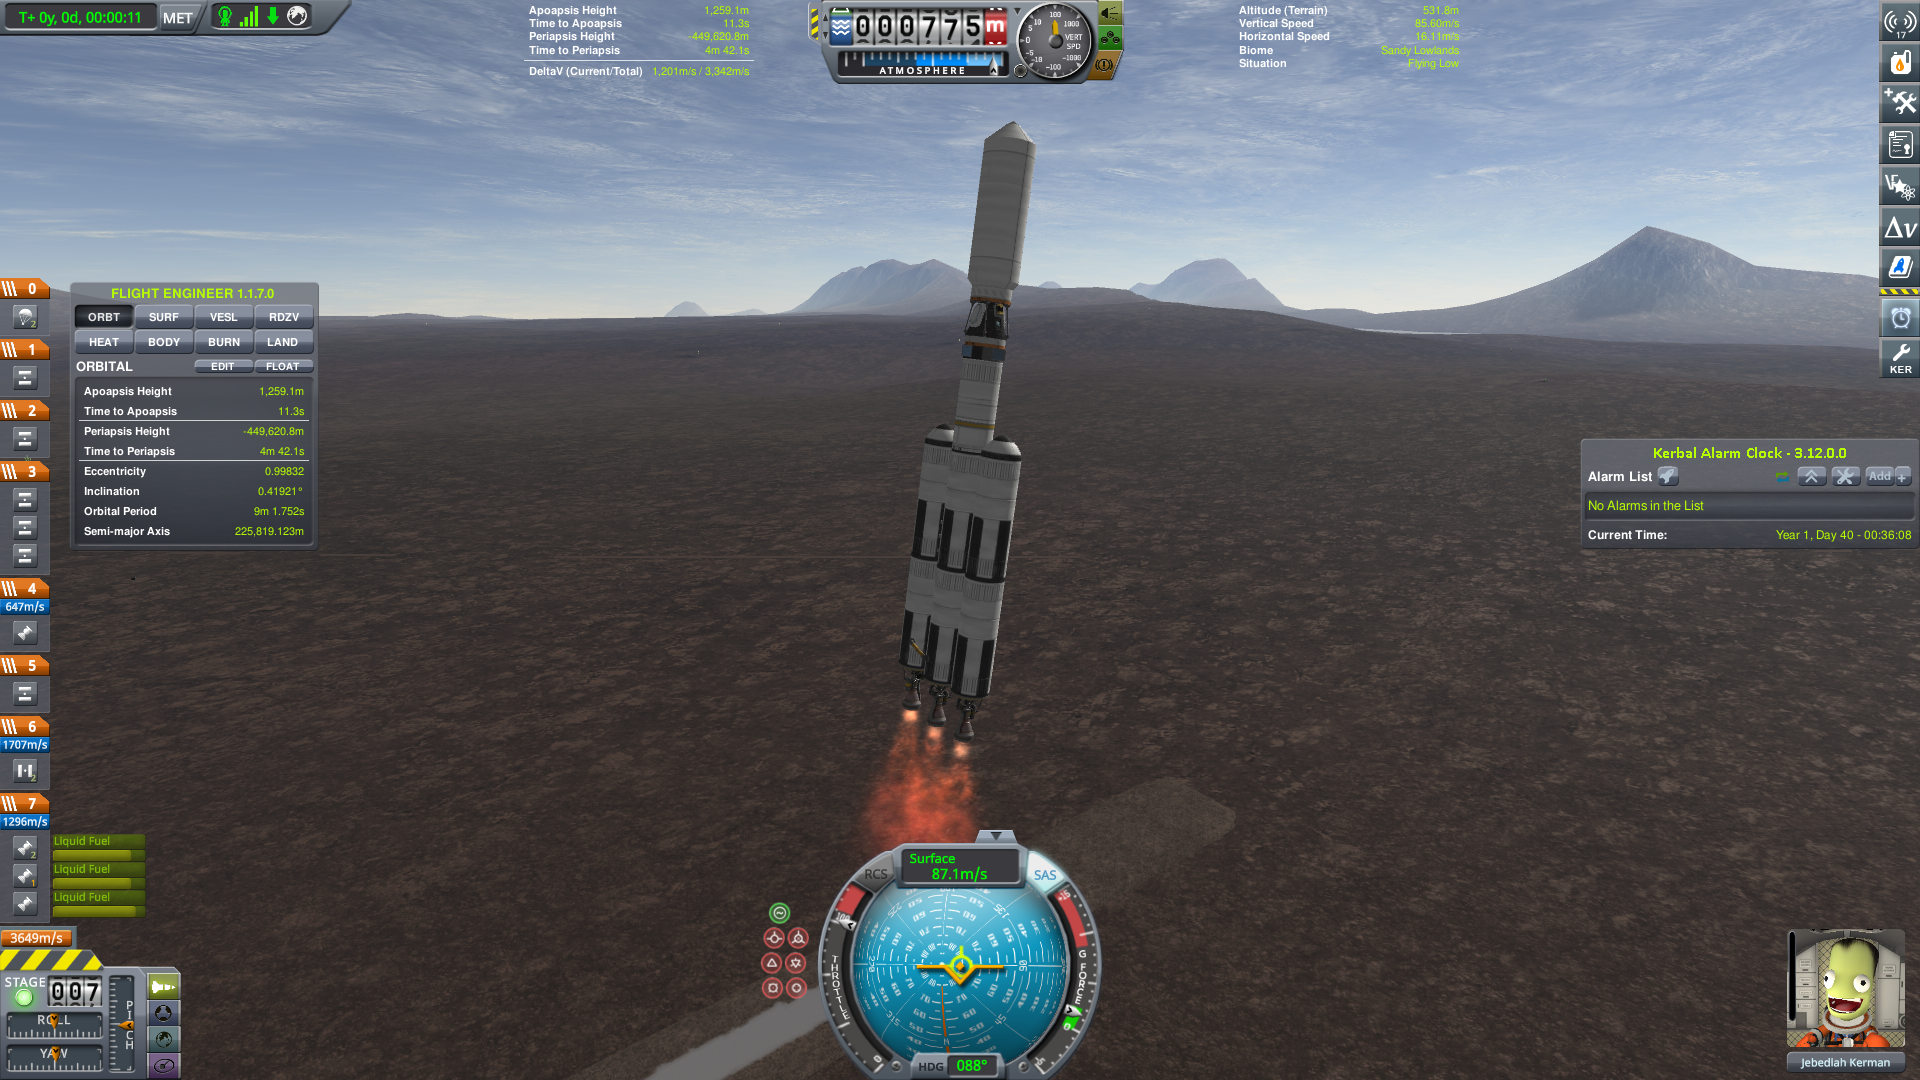 T+ 0y, 0d, 00:00:11
MET
Apoapsis Height 1,259.1m
Time to Apoapsis 11.3s
Periapsis Height -449,620.8m
Time to Periapsis 4m 42.1s
DeltaV (Current/Total) 1,201m/s / 3,342m/s
000775 m
ATMOSPHERE
VERT SPD
Altitude (Terrain) 531.8m
Vertical Speed 85.60m/s
Horizontal Speed 16.11m/s
Biome Sandy Lowlands
Situation Flying Low
17
Δv
KER
0
2
1
2
3
4
647m/s
5
6
1707m/s
2
7
1296m/s
2
1
FLIGHT ENGINEER 1.1.7.0
ORBT SURF VESL RDZV
HEAT BODY BURN LAND
ORBITAL EDIT FLOAT
Apoapsis Height 1,259.1m
Time to Apoapsis 11.3s
Periapsis Height -449,620.8m
Time to Periapsis 4m 42.1s
Eccentricity 0.99832
Inclination 0.41921°
Orbital Period 9m 1.752s
Semi-major Axis 225,819.123m
Kerbal Alarm Clock - 3.12.0.0
Alarm List Add +
No Alarms in the List
Current Time: Year 1, Day 40 - 00:36:08
Liquid Fuel
Liquid Fuel
Liquid Fuel
3649m/s
STAGE 007
ROLL
YAW
PITCH
RCS
Surface
87.1m/s
SAS
THROTTLE
G FORCE
HDG 088°
Jebediah Kerman